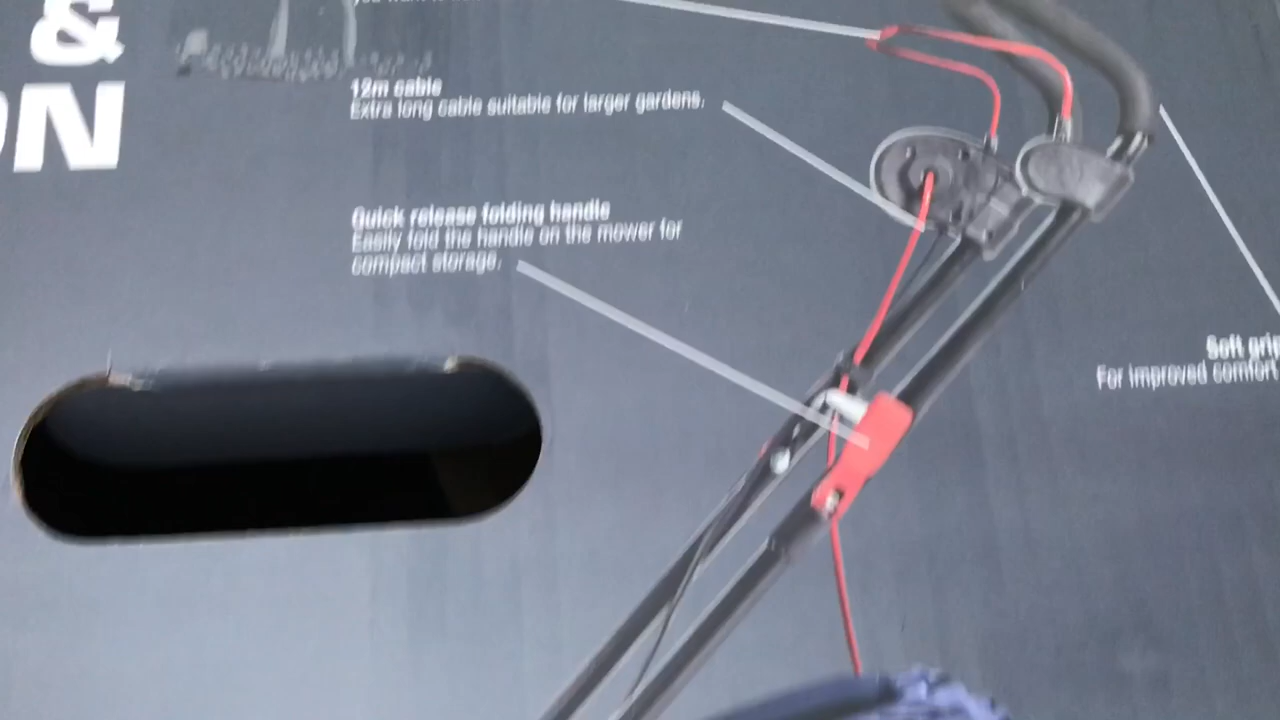 &
ON
12m cable
Extra long cable suitable for larger gardens.
Quick release folding handle
Easily fold the handle on the mower for
compact storage.
Soft grip
For improved comfort